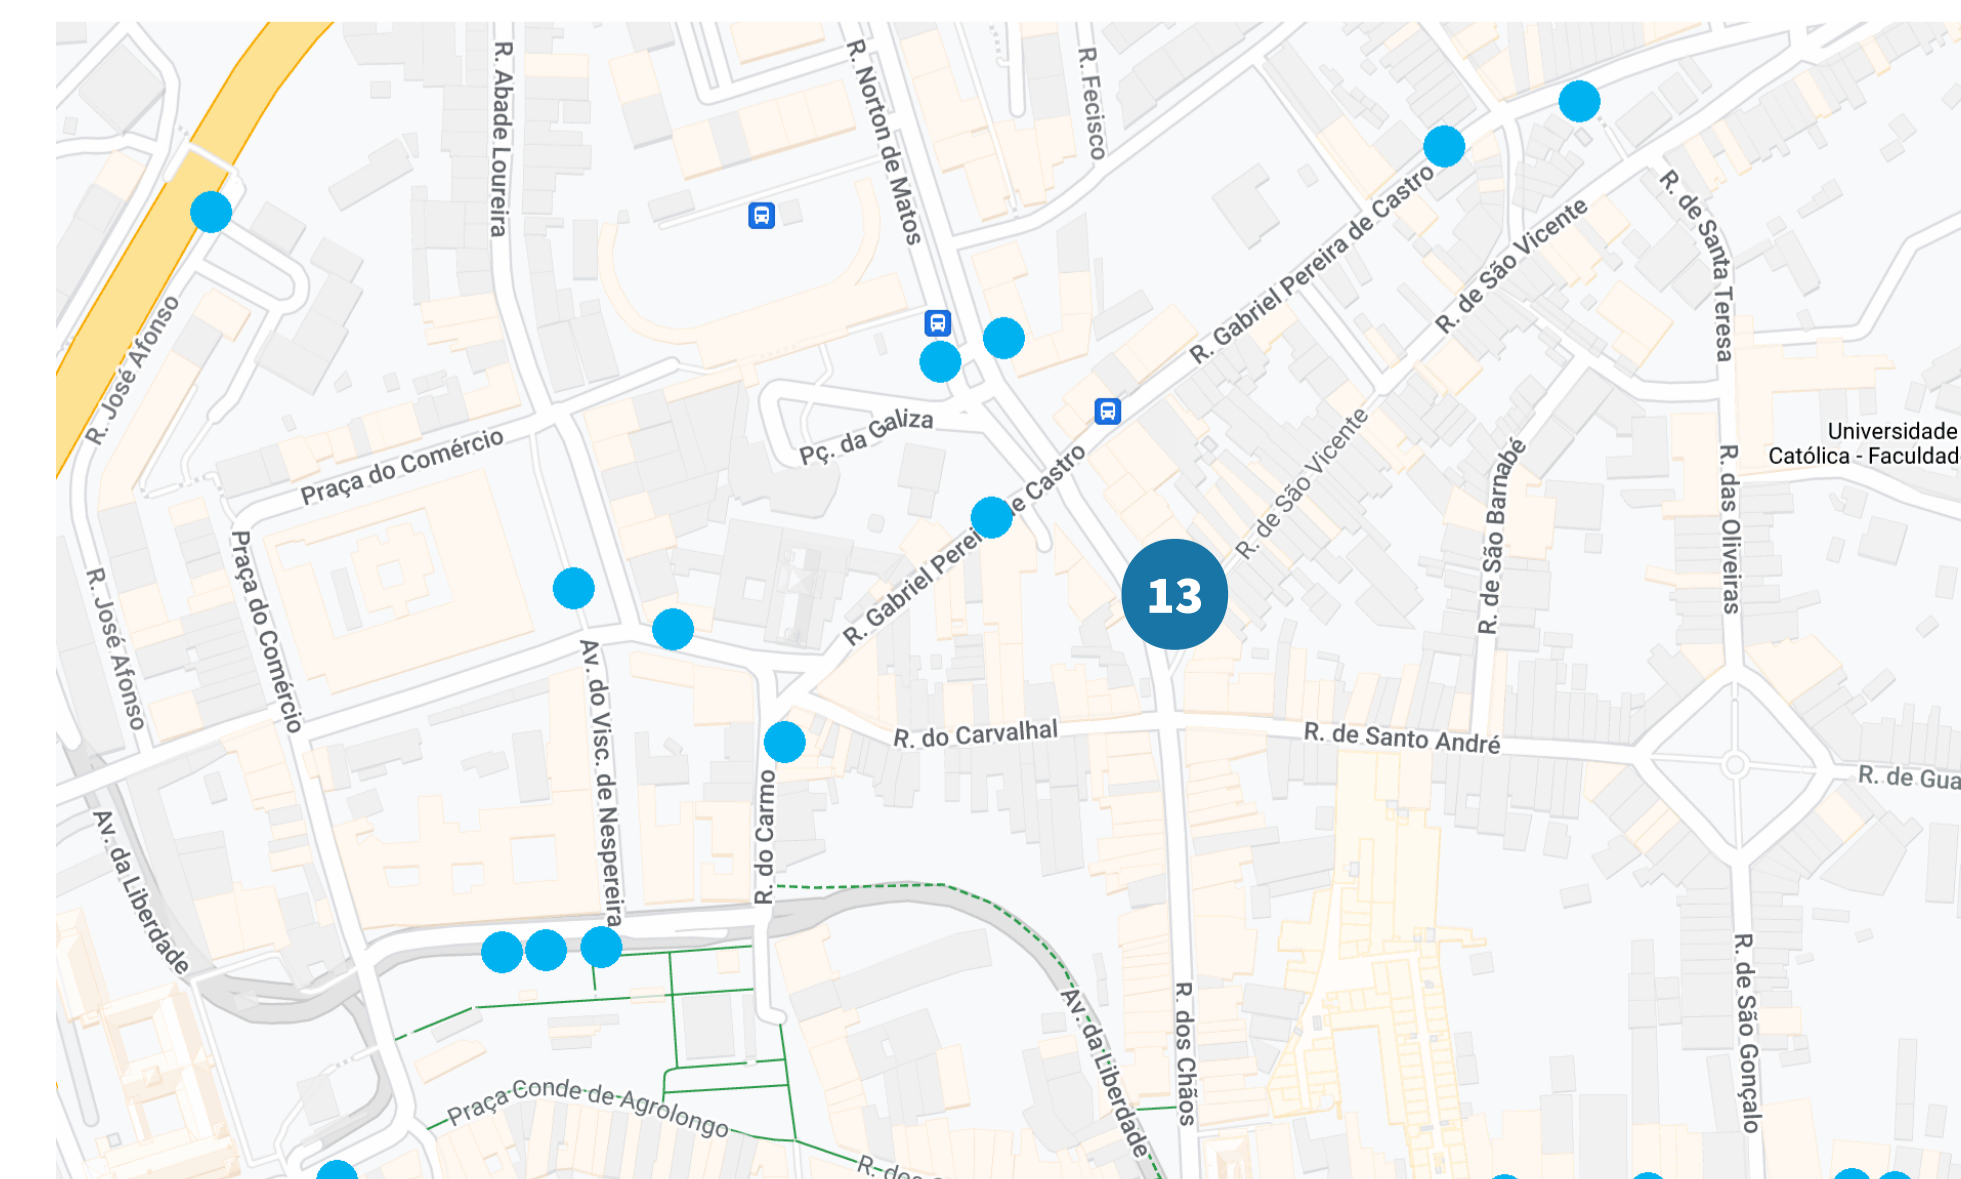 R. Abade Loureira
R. Norton de Matos
R. Fecisco
R. Gabriel Pereira de Castro
R. de São Vicente
R. de Santa Teresa
R. José Afonso
Praça do Comércio
Pç. da Galiza
Universidade
Católica - Faculdad
R. Gabriel Perei e Castro
R. de São Vicente
R. de São Barnabé
R. das Oliveiras
Praça do Comércio
R. José Afonso
13
Av. do Visc. de Nespereira
R. do Carvalhal
R. de Santo André
R. de Gua
R. do Carmo
Av. da Liberdade
R. de São Gonçalo
R. dos Chãos
Av. da Liberdade
Praça Conde de Agrolongo
R. dos